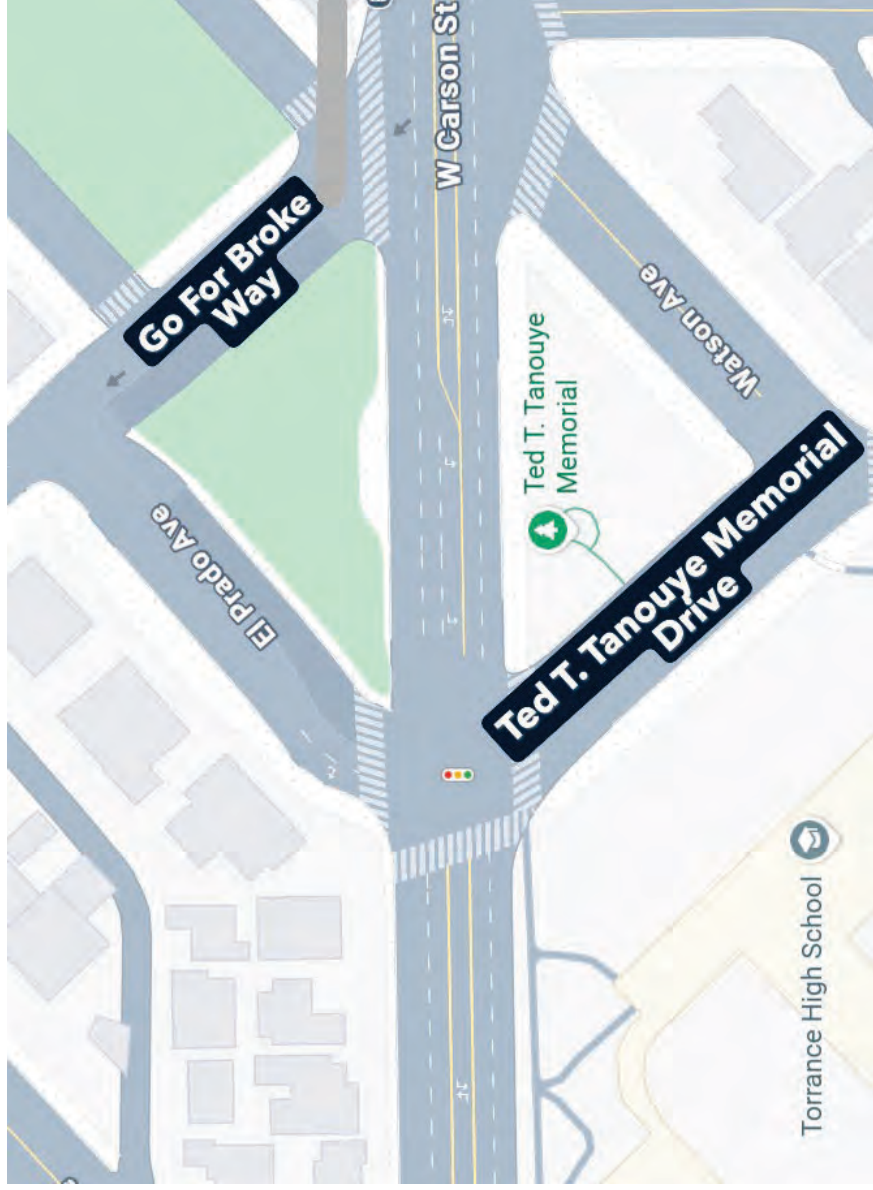 W Carson St
Go For Broke
Way
Watson Ave
Ted T. Tanouye
Memorial
El Prado Ave
Ted T. Tanouye Memorial
Drive
Torrance High School